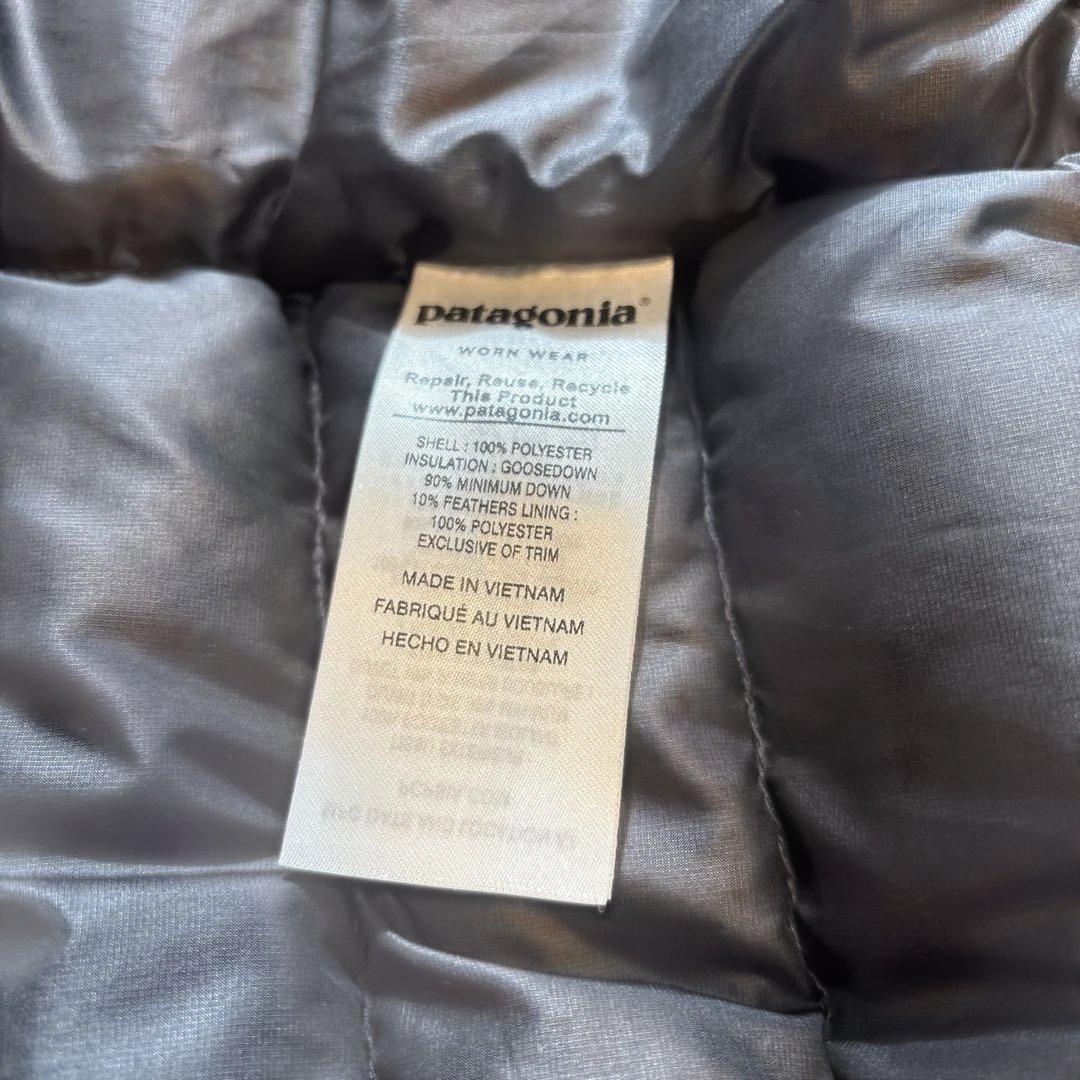 patagonia®
WORN WEAR
Repair, Reuse, Recycle
This Product
www.patagonia.com
SHELL : 100% POLYESTER
INSULATION : GOOSEDOWN
90% MINIMUM DOWN
10% FEATHERS LINING :
100% POLYESTER
EXCLUSIVE OF TRIM
MADE IN VIETNAM
FABRIQUÉ AU VIETNAM
HECHO EN VIETNAM